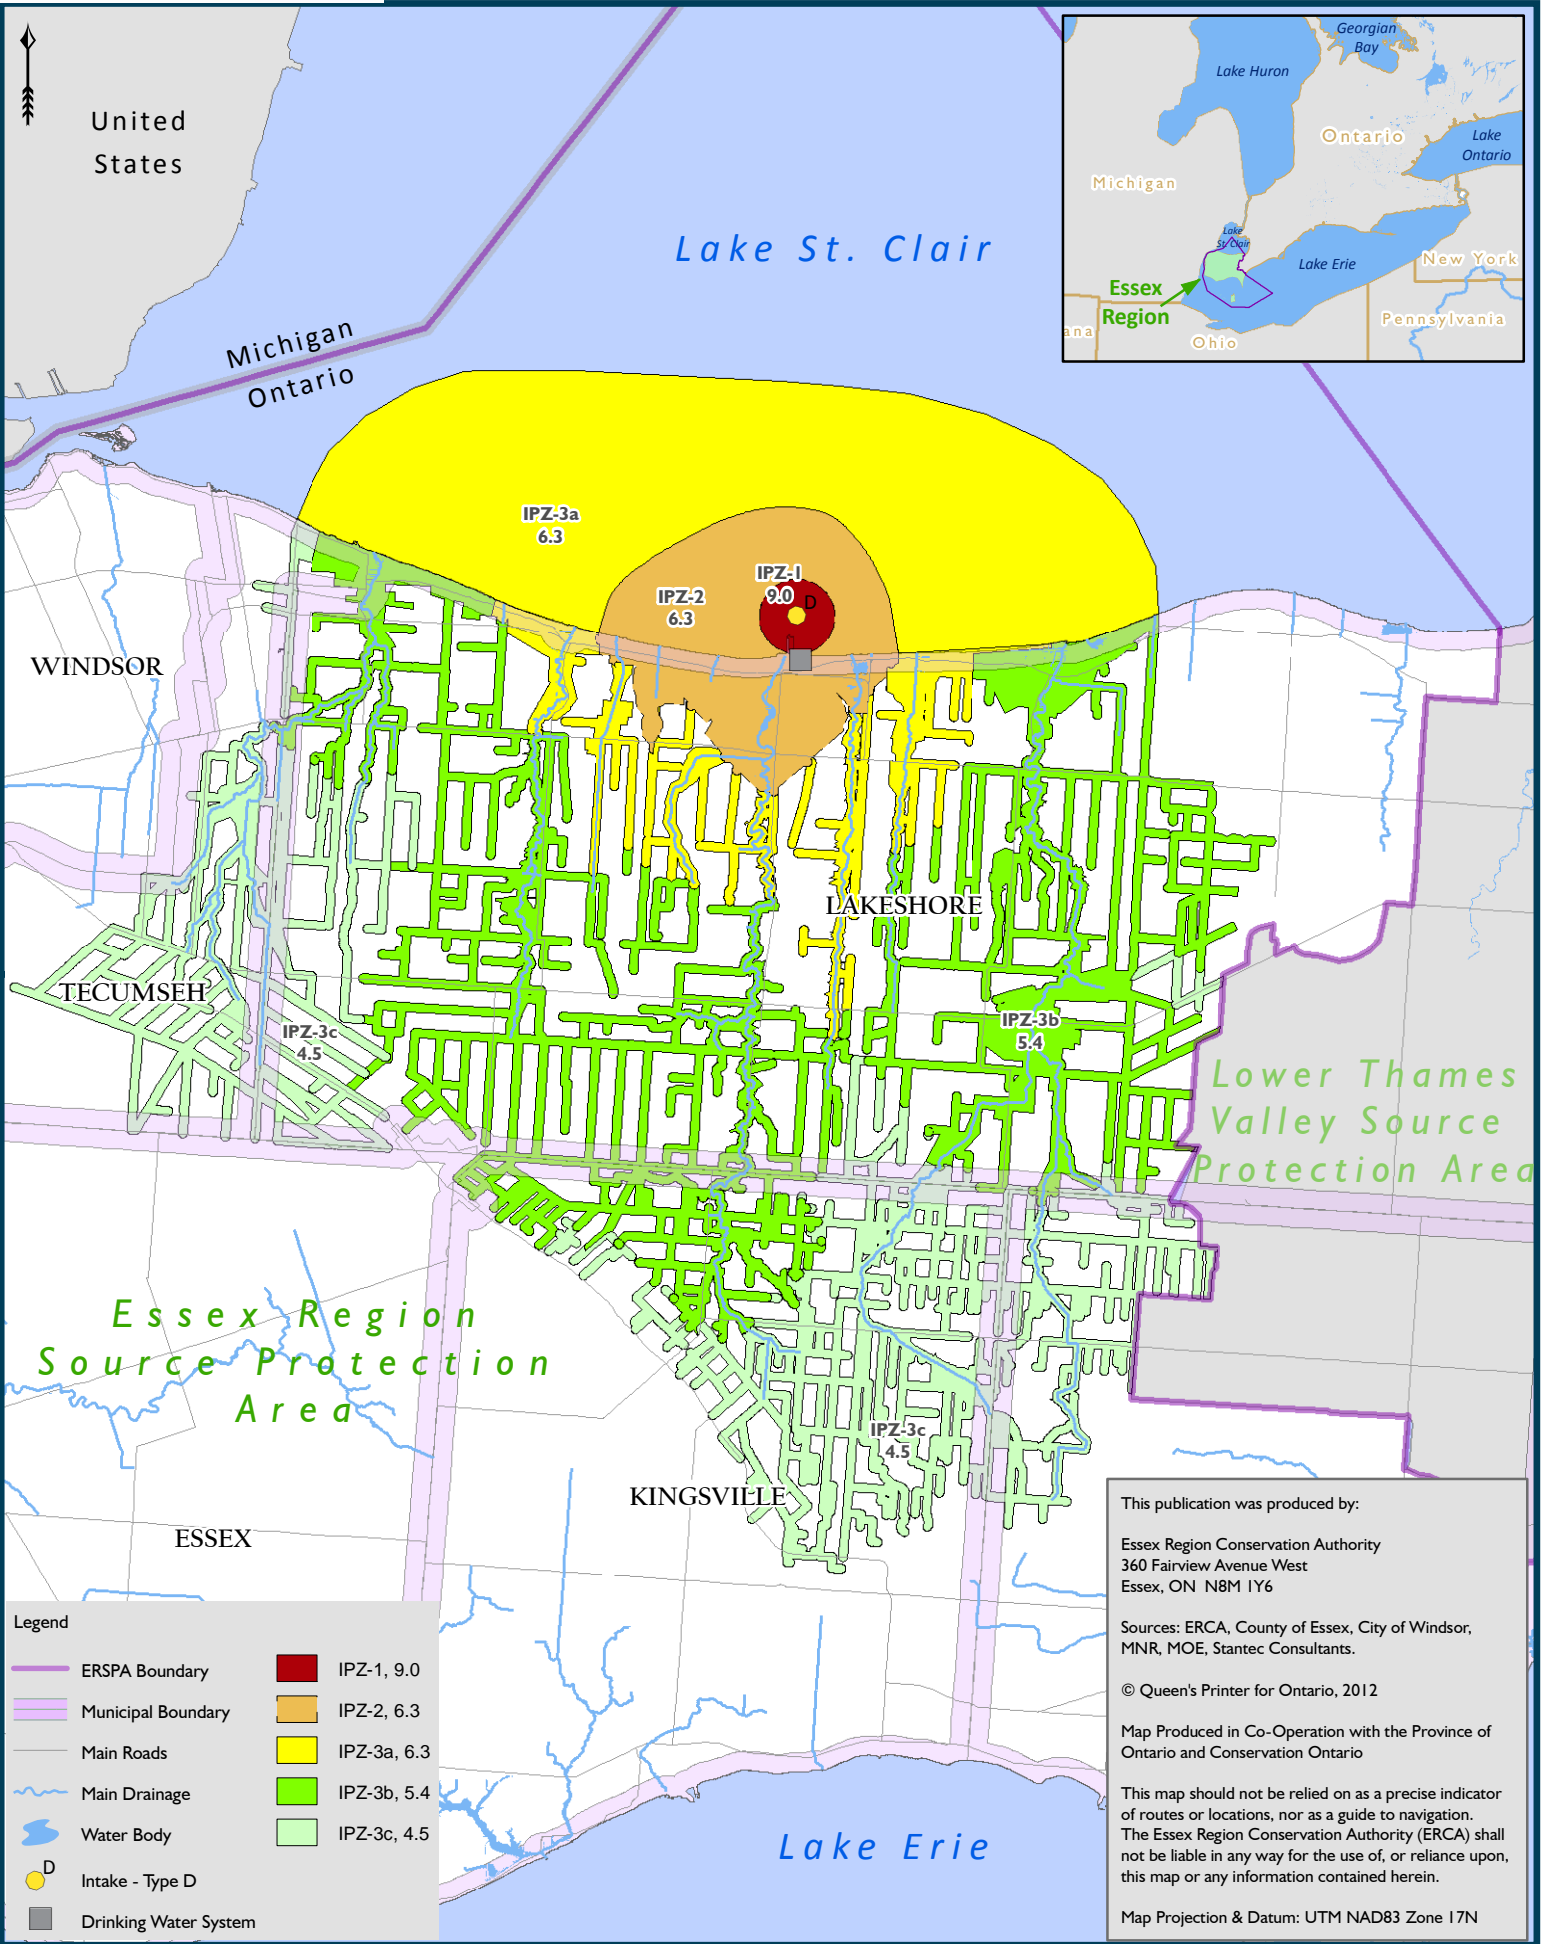 United
States
Lake St. Clair
Michigan
Ontario
Georgian
Bay
Lake Huron
Ontario
Lake
Ontario
Michigan
Lake
St. Clair
Lake Erie
New York
Essex
Region
Pennsylvania
ana
Ohio
IPZ-3a
6.3
IPZ-1
9.0
D
IPZ-2
6.3
WINDSOR
LAKESHORE
TECUMSEH
IPZ-3c
4.5
IPZ-3b
5.4
Lower Thames
Valley Source
Protection Area
Essex Region
Source Protection
Area
IPZ-3c
4.5
KINGSVILLE
ESSEX
Lake Erie
Legend
ERSPA Boundary
Municipal Boundary
Main Roads
Main Drainage
Water Body
D
Intake - Type D
Drinking Water System
IPZ-1, 9.0
IPZ-2, 6.3
IPZ-3a, 6.3
IPZ-3b, 5.4
IPZ-3c, 4.5
This publication was produced by:
Essex Region Conservation Authority
360 Fairview Avenue West
Essex, ON N8M 1Y6
Sources: ERCA, County of Essex, City of Windsor,
MNR, MOE, Stantec Consultants.
© Queen's Printer for Ontario, 2012
Map Produced in Co-Operation with the Province of
Ontario and Conservation Ontario
This map should not be relied on as a precise indicator
of routes or locations, nor as a guide to navigation.
The Essex Region Conservation Authority (ERCA) shall
not be liable in any way for the use of, or reliance upon,
this map or any information contained herein.
Map Projection & Datum: UTM NAD83 Zone 17N